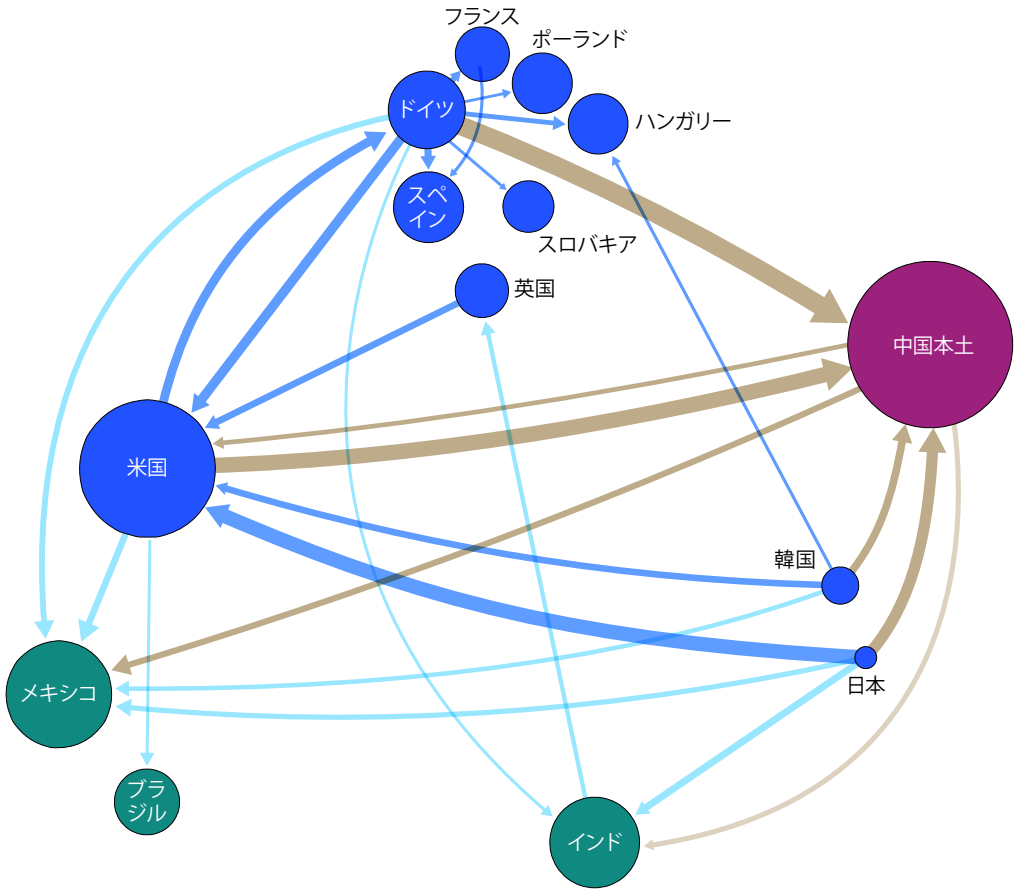 フランス
ポーランド
ドイツ
ハンガリー
スペ
イン
スロバキア
英国
中国本土
米国
韓国
日本
メキシコ
ブラ
ジル
インド